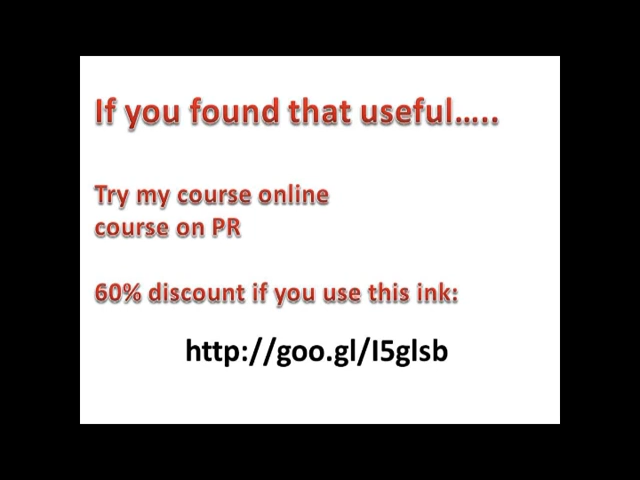 If you found that useful.....
Try my course online
course on PR
60% discount if you use this ink:
http://goo.gl/I5glsb